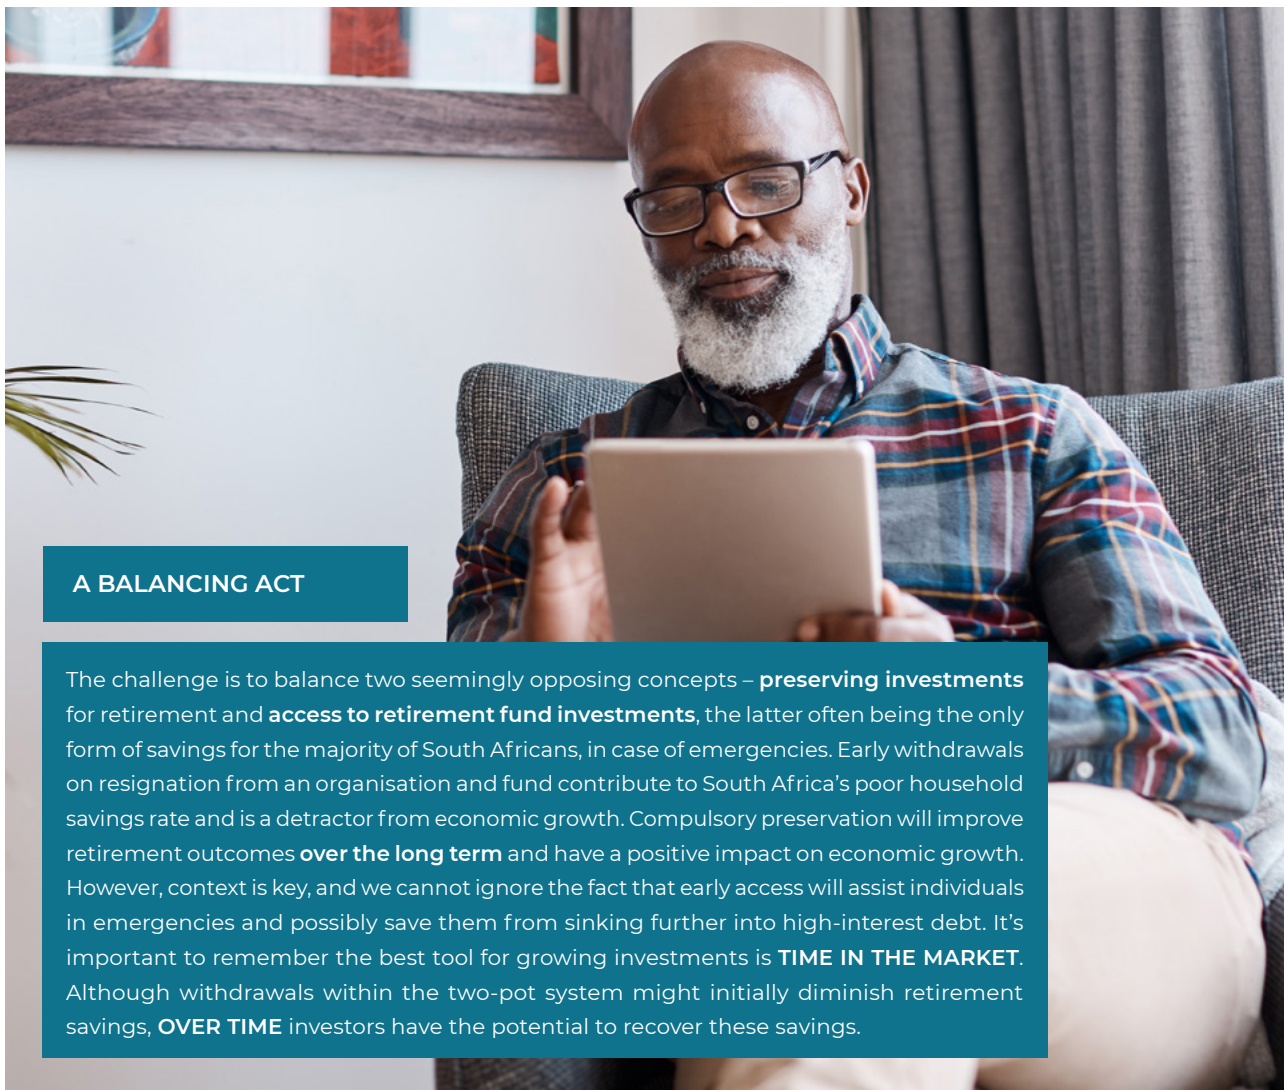 A BALANCING ACT
The challenge is to balance two seemingly opposing concepts – preserving investments
for retirement and access to retirement fund investments, the latter often being the only
form of savings for the majority of South Africans, in case of emergencies. Early withdrawals
on resignation from an organisation and fund contribute to South Africa’s poor household
savings rate and is a detractor from economic growth. Compulsory preservation will improve
retirement outcomes over the long term and have a positive impact on economic growth.
However, context is key, and we cannot ignore the fact that early access will assist individuals
in emergencies and possibly save them from sinking further into high-interest debt. It’s
important to remember the best tool for growing investments is TIME IN THE MARKET.
Although withdrawals within the two-pot system might initially diminish retirement
savings, OVER TIME investors have the potential to recover these savings.